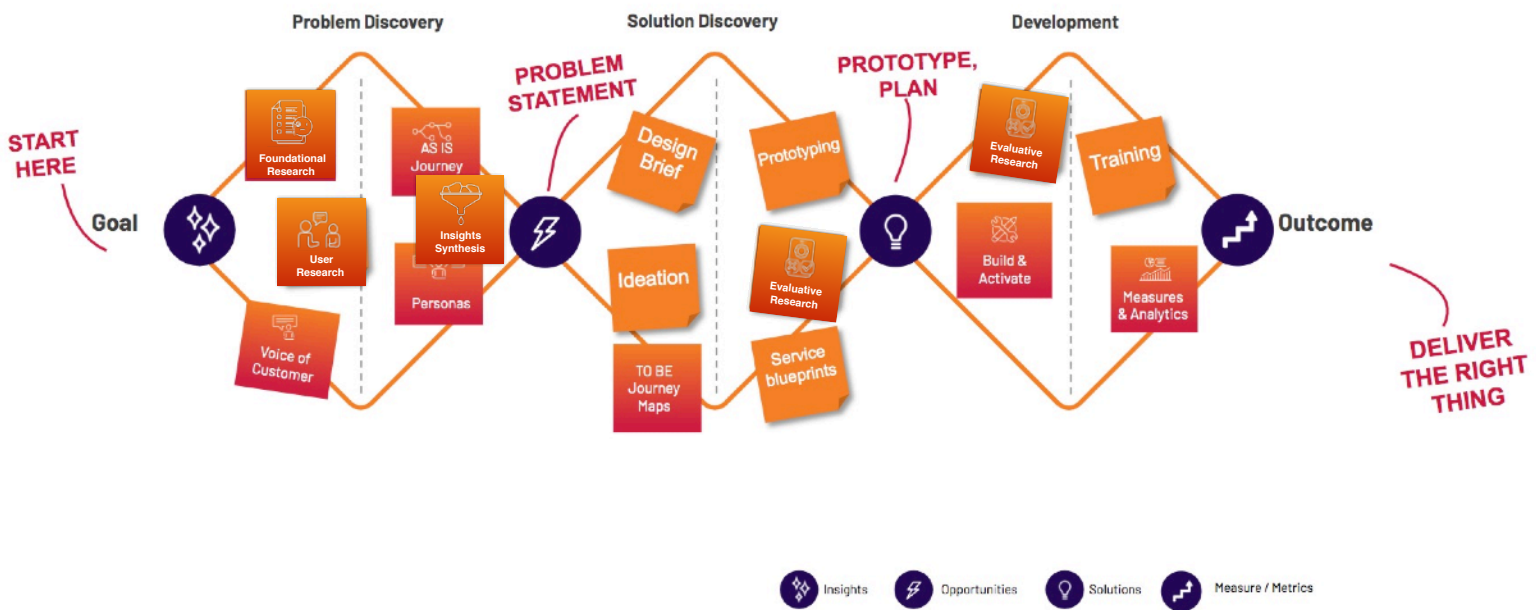 Problem Discovery
Solution Discovery
Development
START
HERE
Goal
Foundational
Research
AS IS
Journey
User
Research
Insights
Synthesis
Personas
Voice of
Customer
PROBLEM
STATEMENT
Design
Brief
Prototyping
Ideation
Evaluative
Research
TO BE
Journey
Maps
Service
blueprints
PROTOTYPE,
PLAN
Evaluative
Research
Training
Build &
Activate
Measures
& Analytics
Outcome
DELIVER
THE RIGHT
THING
Insights
Opportunities
Solutions
Measure / Metrics